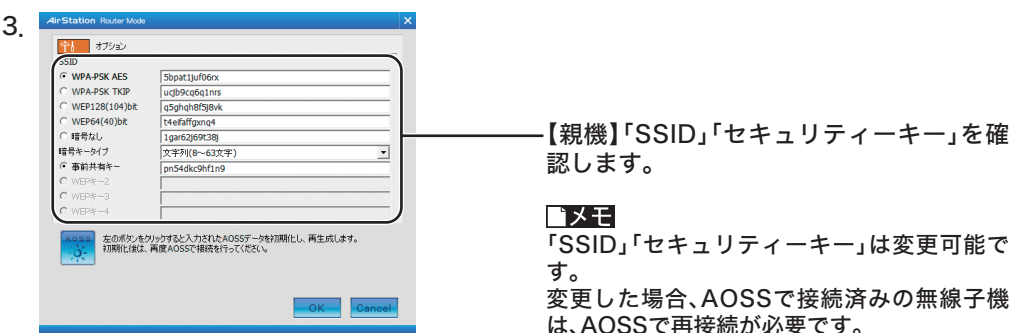 3.
AirStation Router Mode
オプション
SSID
WPA-PSK AES 5bpat1juf06rx
WPA-PSK TKIP ucjb9cq6q1nrs
WEP128(104)bit q5ghqh8f5j8vk
WEP64(40)bit t4eifaffgxnq4
暗号なし 1gar62j69t38j
暗号キータイプ 文字列(8～63文字)
事前共有キー pn54dkc9hf1n9
WEPキー2
WEPキー3
WEPキー4
AOSS
左のボタンをクリックすると入力されたAOSSデータを初期化し、再生成します。
初期化後は、再度AOSSで接続を行ってください。
OK Cancel
【親機】「SSID」「セキュリティーキー」を確
認します。
メモ
「SSID」「セキュリティーキー」は変更可能で
す。
変更した場合、AOSSで接続済みの無線子機
は、AOSSで再接続が必要です。